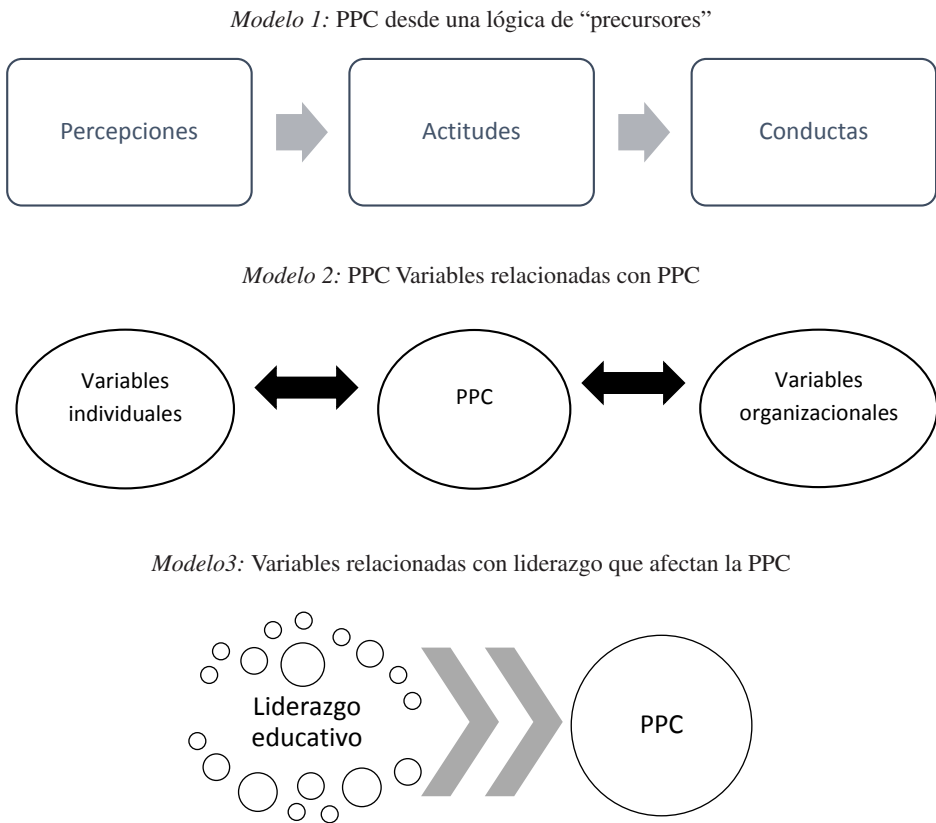 Modelo 1: PPC desde una lógica de “precursores”
Percepciones
Actitudes
Conductas
Modelo 2: PPC Variables relacionadas con PPC
Variables
individuales
PPC
Variables
organizacionales
Modelo3: Variables relacionadas con liderazgo que afectan la PPC
Liderazgo
educativo
PPC